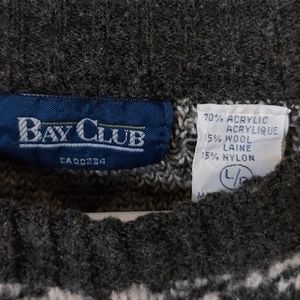 BAY CLUB
CA00234
70% ACRYLIC
ACRYLIQUE
15% WOOL
LAINE
15% NYLON